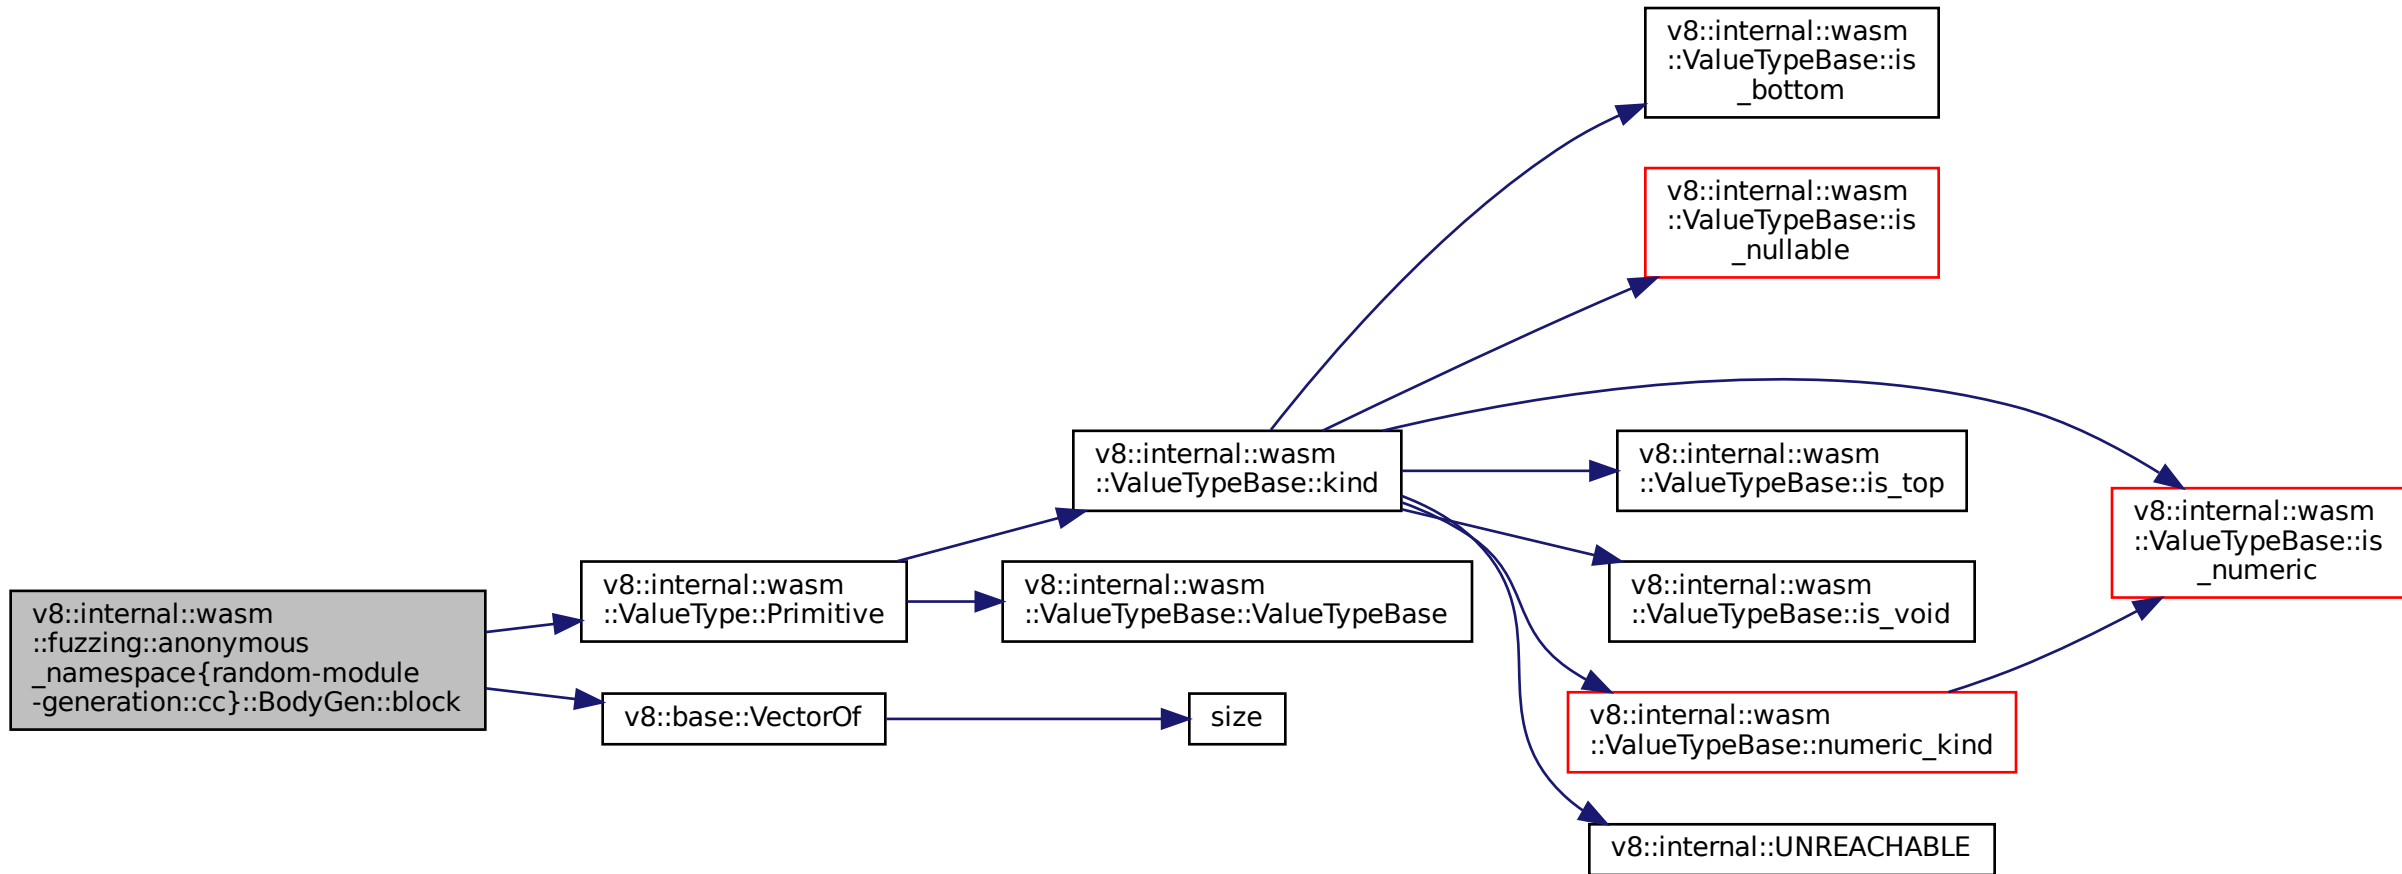 v8::internal::wasm
::fuzzing::anonymous
_namespace{random-module
-generation::cc}::BodyGen::block
v8::internal::wasm
::ValueType::Primitive
v8::base::VectorOf
v8::internal::wasm
::ValueTypeBase::kind
v8::internal::wasm
::ValueTypeBase::ValueTypeBase
size
v8::internal::wasm
::ValueTypeBase::is
_bottom
v8::internal::wasm
::ValueTypeBase::is
_nullable
v8::internal::wasm
::ValueTypeBase::is_top
v8::internal::wasm
::ValueTypeBase::is_void
v8::internal::wasm
::ValueTypeBase::numeric_kind
v8::internal::UNREACHABLE
v8::internal::wasm
::ValueTypeBase::is
_numeric